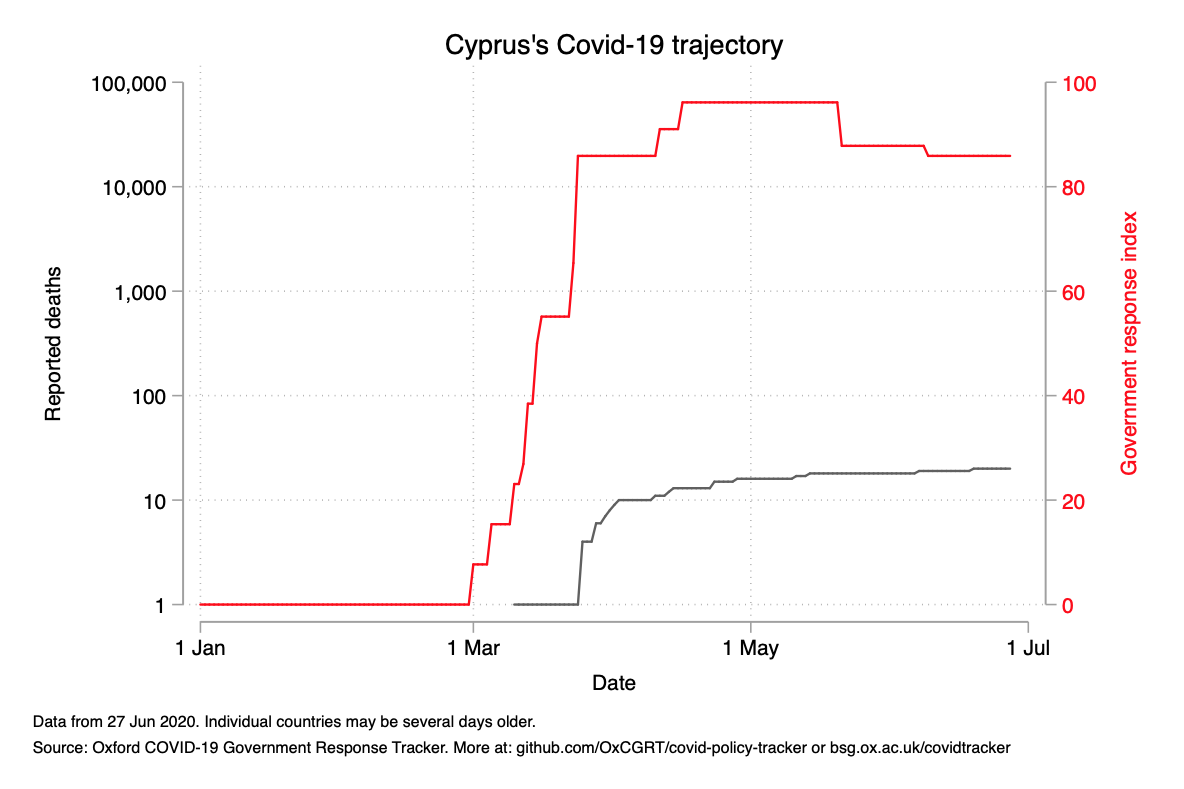 Cyprus's Covid-19 trajectory
100,000
10,000
1,000
100
10
1
Reported deaths
100
80
60
40
20
0
Government response index
1 Jan
1 Mar
1 May
1 Jul
Date
Data from 27 Jun 2020. Individual countries may be several days older.
Source: Oxford COVID-19 Government Response Tracker. More at: github.com/OxCGRT/covid-policy-tracker or bsg.ox.ac.uk/covidtracker